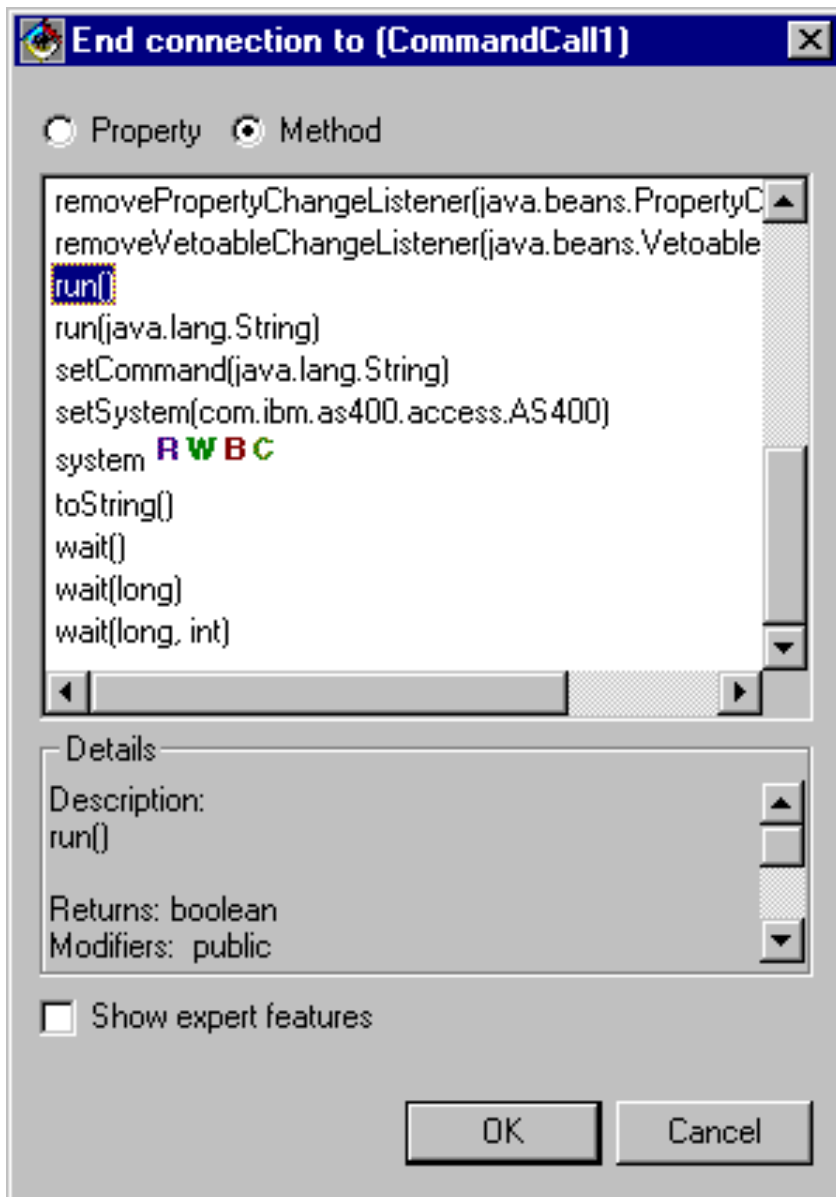 End connection to (CommandCall1)
Property Method
removePropertyChangeListener(java.beans.PropertyC
removeVetoableChangeListener(java.beans.Vetoable
run()
run(java.lang.String)
setCommand(java.lang.String)
setSystem(com.ibm.as400.access.AS400)
system R W B C
toString()
wait()
wait(long)
wait(long, int)
Details
Description:
run()
Returns: boolean
Modifiers: public
Show expert features
OK Cancel